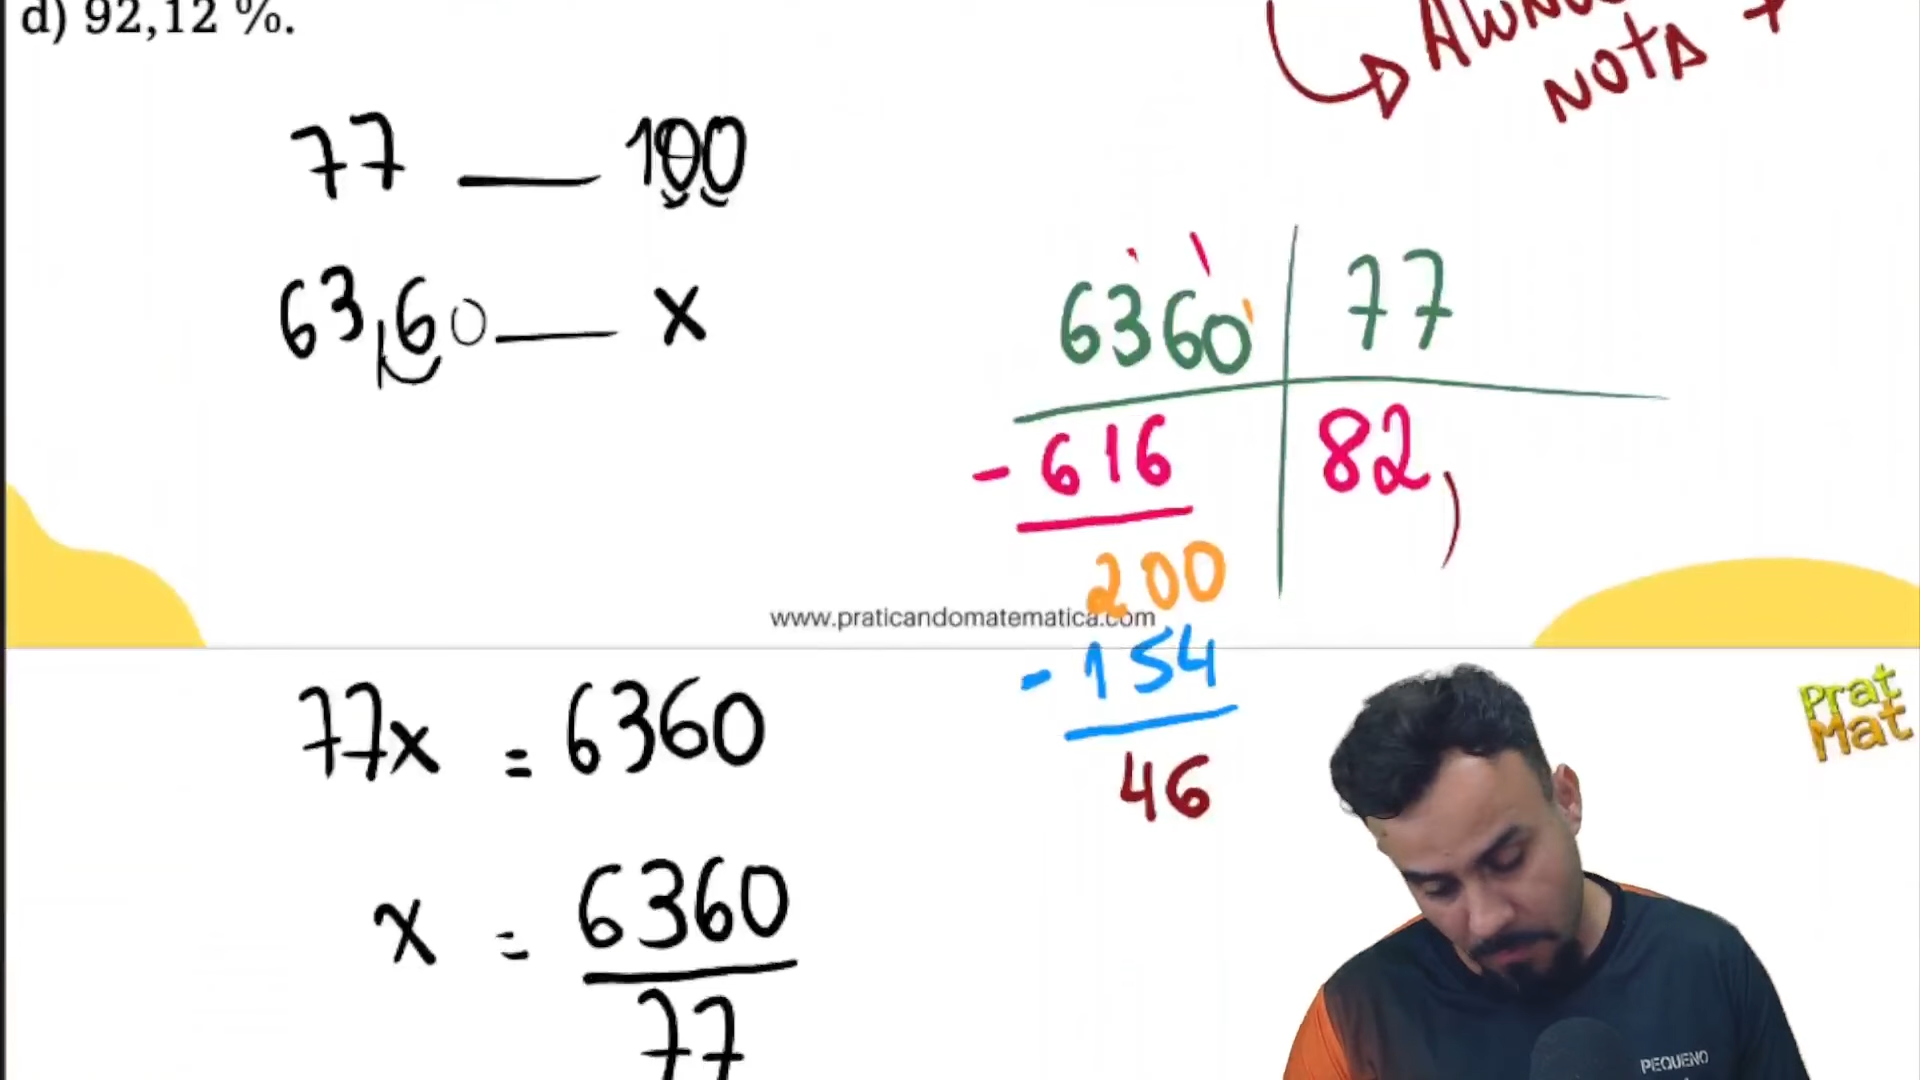 d) 92,12 %.
NOTA
77 — 100
63,60 — x
6360 | 77
- 616
82,
200
www.praticandomatematica.com
- 154
46
77x = 6360
x = 6360
77
Prat
Mat
PEQUENO